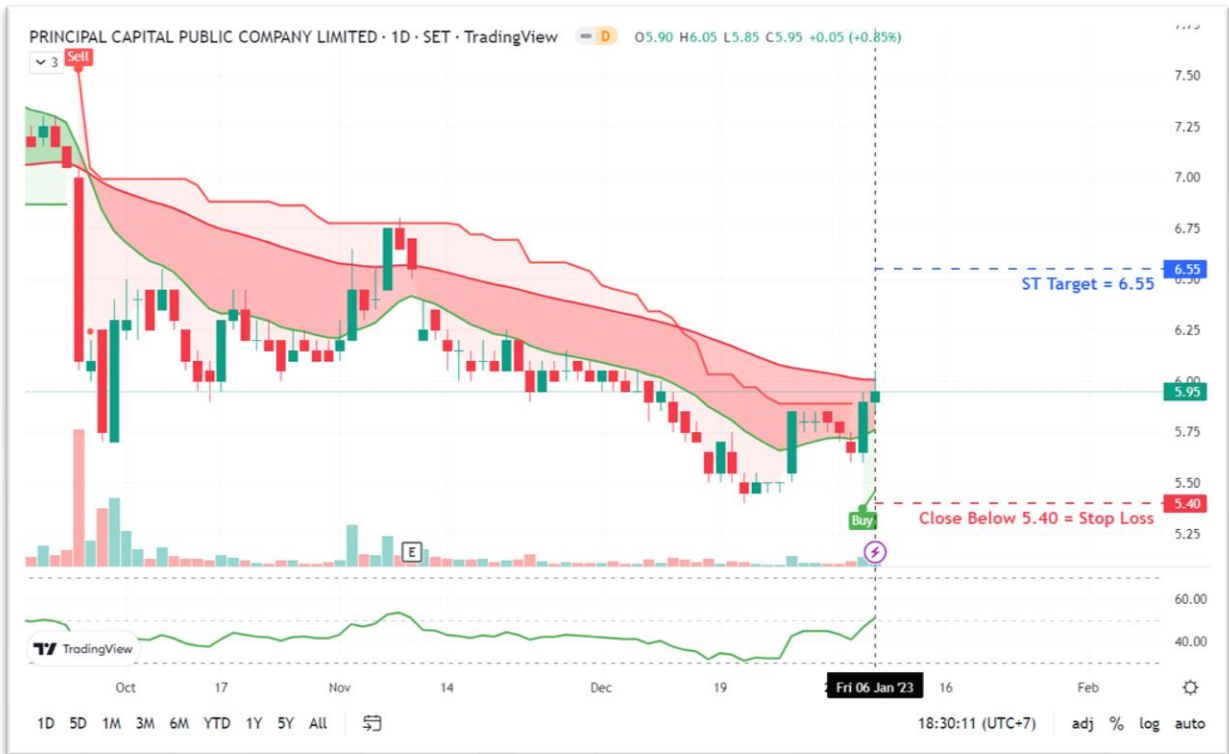 PRINCIPAL CAPITAL PUBLIC COMPANY LIMITED · 1D · SET · TradingView D O5.90 H6.05 L5.85 C5.95 +0.05 (+0.85%)
3
Sell
7.50
7.25
7.00
6.75
6.55
ST Target = 6.55
6.25
6.00
5.95
5.75
5.50
5.40
Buy
Close Below 5.40 = Stop Loss
5.25
E
60.00
40.00
TradingView
Oct 17 Nov 14 Dec 19 Fri 06 Jan '23 16 Feb
1D 5D 1M 3M 6M YTD 1Y 5Y All 18:30:11 (UTC+7) adj % log auto